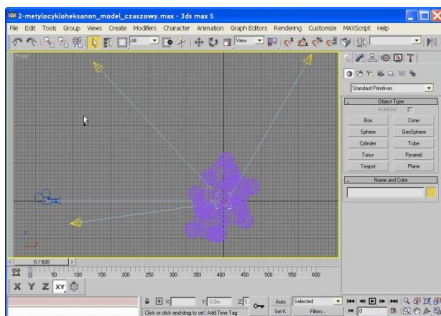 2-metylocykloheksanon_model_czaszowy.max - 3ds max 5
File Edit Tools Group Views Create Modifiers Character Animation Graph Editors Rendering Customize MAXScript Help
All View
Front
Standard Primitives
Object Type
AutoGrid
Box Cone
Sphere GeoSphere
Cylinder Tube
Torus Pyramid
Teapot Plane
Name and Color
z
x
0 / 600
0 50 100 150 200 250 300 350 400 450 500 550 600
X Y Z XY
X Y Z Auto Selected
Click or click-and-drag to sel Add Time Tag Set K Filters... 0